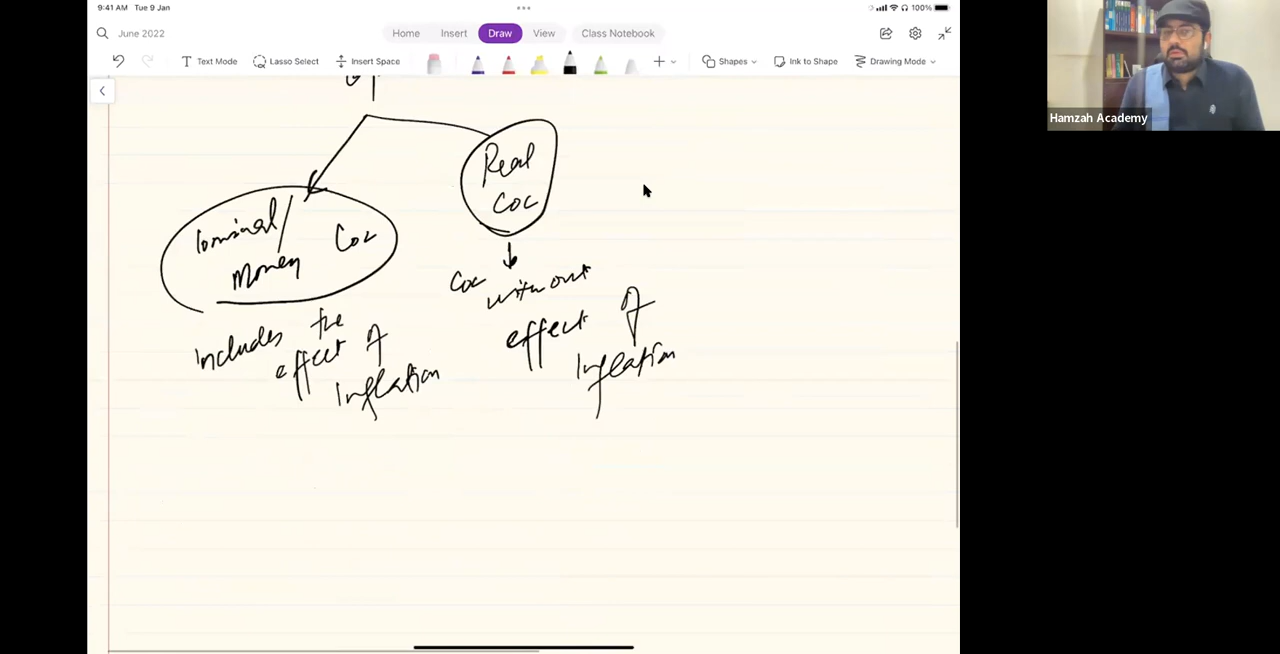 9:41 AM Tue 9 Jan
100%
June 2022
Home Insert Draw View Class Notebook
Text Mode Lasso Select Insert Space Shapes Ink to Shape Drawing Mode
Hamzah Academy
Nominal/
Money Coc
includes the
effect of
Inflation
Real
Coc
Coc without
effect of
Inflation